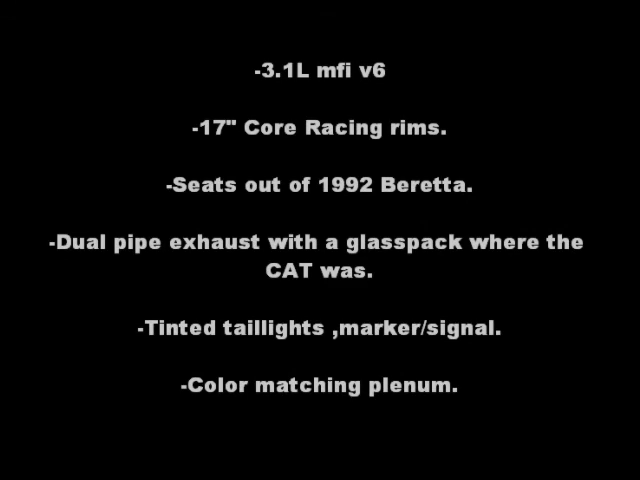 -3.1L mfi v6
-17" Core Racing rims.
-Seats out of 1992 Beretta.
-Dual pipe exhaust with a glasspack where the
CAT was.
-Tinted taillights ,marker/signal.
-Color matching plenum.